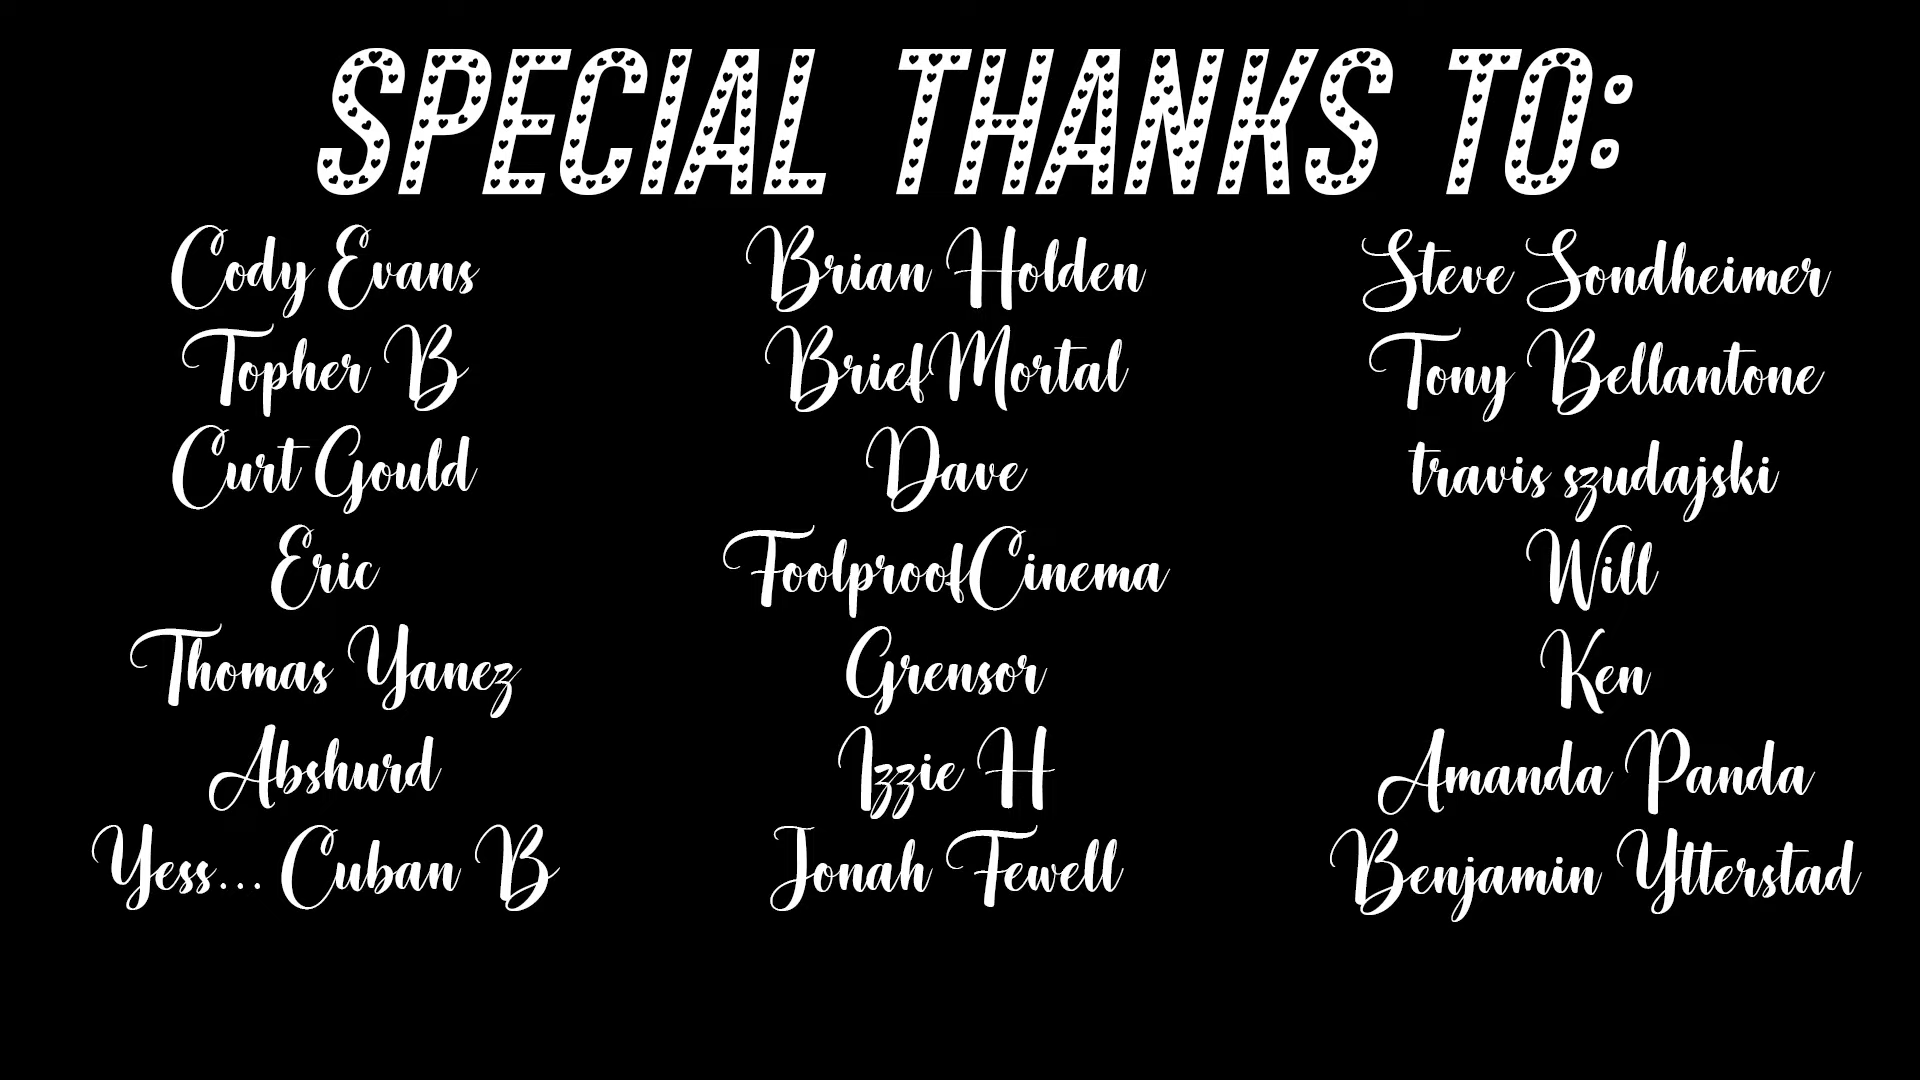 SPECIAL THANKS TO:
Cody Evans
Topher B
Curt Gould
Eric
Thomas Yanez
Abshurd
Yess... Cuban B
Brian Holden
BriefMortal
Dave
FoolproofCinema
Grensor
Izzie H
Jonah Fewell
Steve Sondheimer
Tony Bellantone
travis szudajski
Will
Ken
Amanda Panda
Benjamin Ytterstad